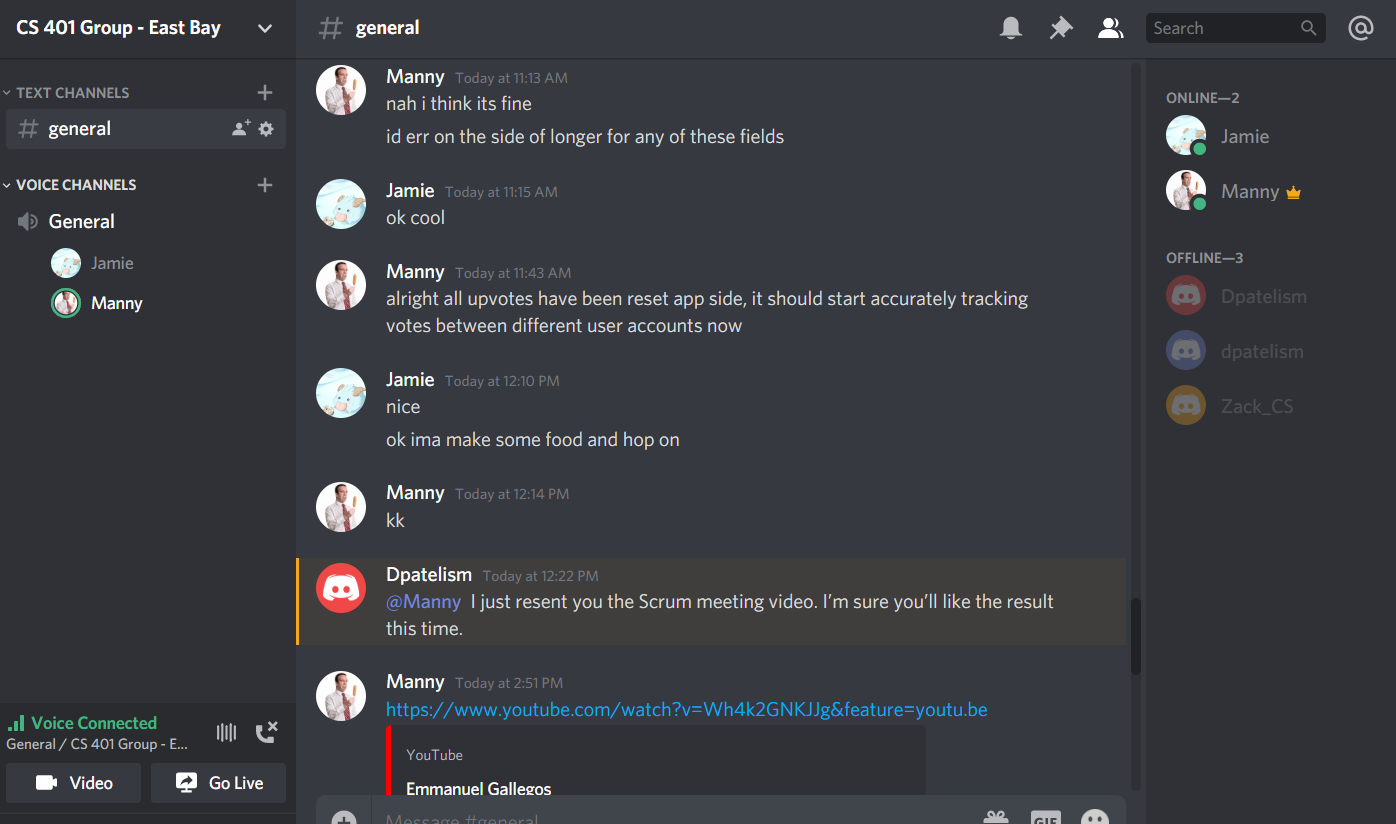 CS 401 Group - East Bay
TEXT CHANNELS
general
VOICE CHANNELS
General
Jamie
Manny
Voice Connected
General / CS 401 Group - E...
Video
Go Live
general
Manny Today at 11:13 AM
nah i think its fine
id err on the side of longer for any of these fields
Jamie Today at 11:15 AM
ok cool
Manny Today at 11:43 AM
alright all upvotes have been reset app side, it should start accurately tracking
votes between different user accounts now
Jamie Today at 12:10 PM
nice
ok ima make some food and hop on
Manny Today at 12:14 PM
kk
Dpatelism Today at 12:22 PM
@Manny I just resent you the Scrum meeting video. I’m sure you’ll like the result
this time.
Manny Today at 2:51 PM
https://www.youtube.com/watch?v=Wh4k2GNKJJg&feature=youtu.be
YouTube
Emmanuel Gallegos
Message #general
GIF
Search
ONLINE—2
Jamie
Manny
OFFLINE—3
Dpatelism
dpatelism
Zack_CS